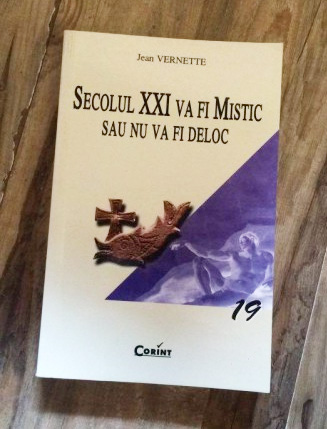 Jean VERNETTE
SECOLUL XXI VA FI MISTIC
SAU NU VA FI DELOC
19
CORINT